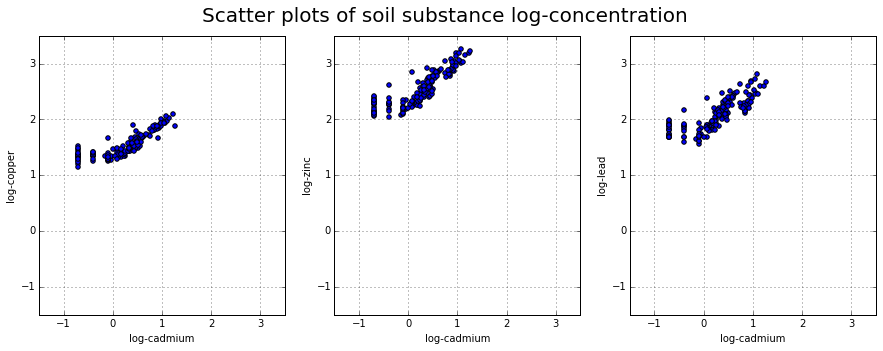 Scatter plots of soil substance log-concentration
3
2
1
0
−1
log-copper
−1 0 1 2 3
log-cadmium
3
2
1
0
−1
log-zinc
−1 0 1 2 3
log-cadmium
3
2
1
0
−1
log-lead
−1 0 1 2 3
log-cadmium